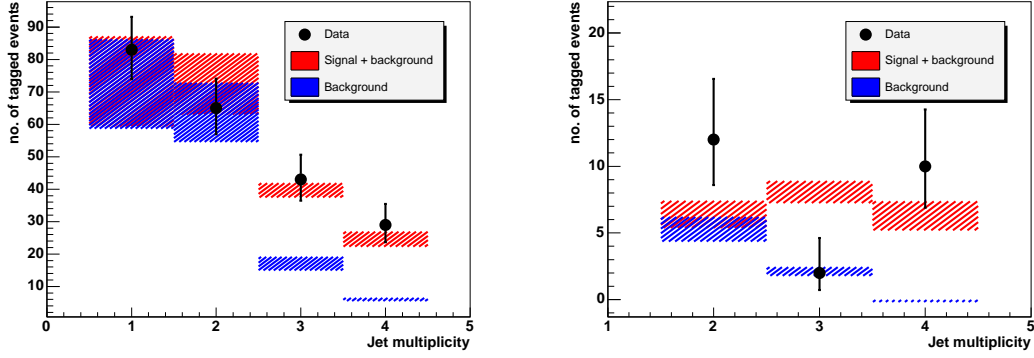 no. of tagged events
90
80
70
60
50
40
30
20
10
0 1 2 3 4 5
Jet multiplicity
Data
Signal + background
Background
no. of tagged events
20
15
10
5
0
1 2 3 4 5
Jet multiplicity
Data
Signal + background
Background